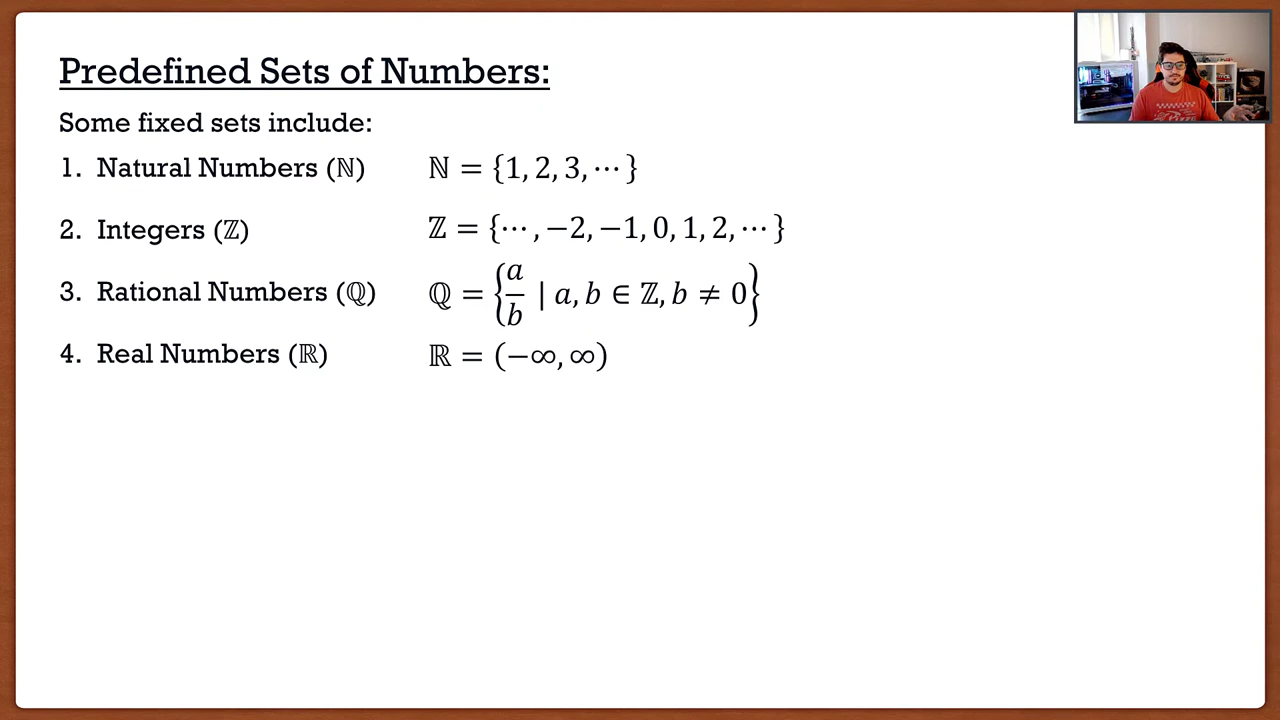 Predefined Sets of Numbers:
Some fixed sets include:
1. Natural Numbers (ℕ) ℕ = {1, 2, 3, ⋯ }
2. Integers (ℤ) ℤ = {⋯ , −2, −1, 0, 1, 2, ⋯ }
3. Rational Numbers (ℚ) ℚ = {a/b | a, b ∈ ℤ, b ≠ 0}
4. Real Numbers (ℝ) ℝ = (−∞, ∞)